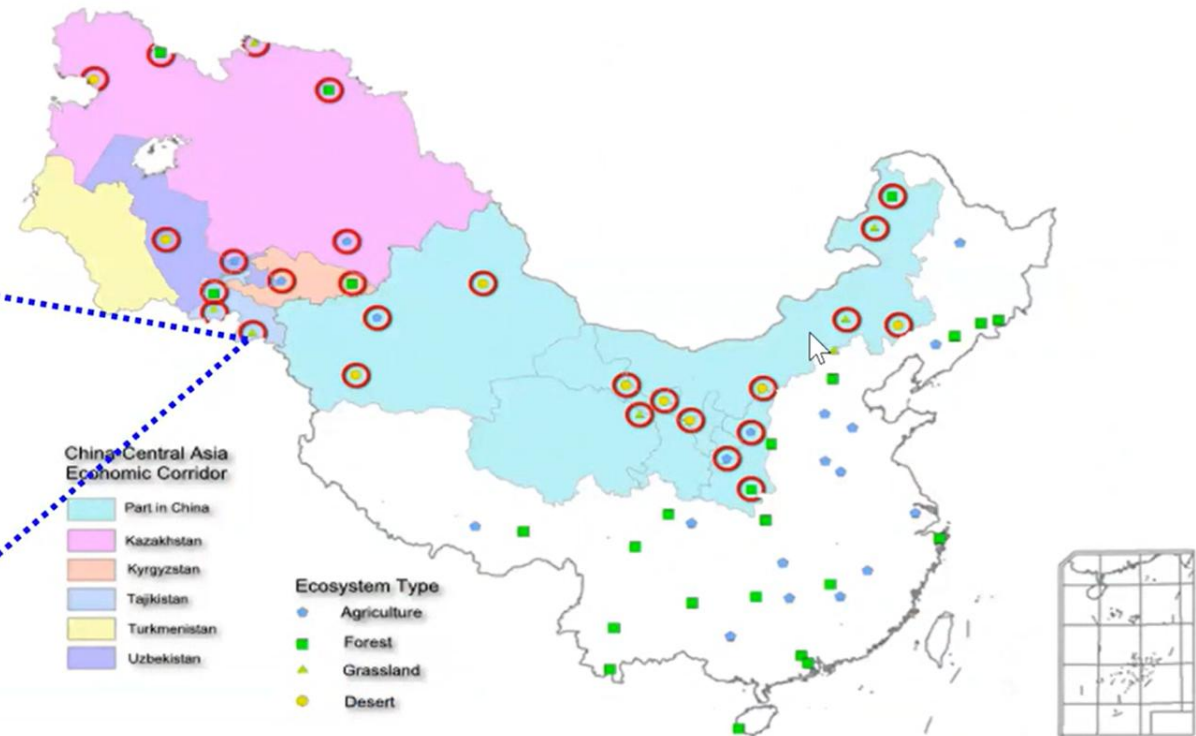 China-Central Asia
Economic Corridor
Part in China
Kazakhstan
Kyrgyzstan
Tajikistan
Turkmenistan
Uzbekistan
Ecosystem Type
Agriculture
Forest
Grassland
Desert